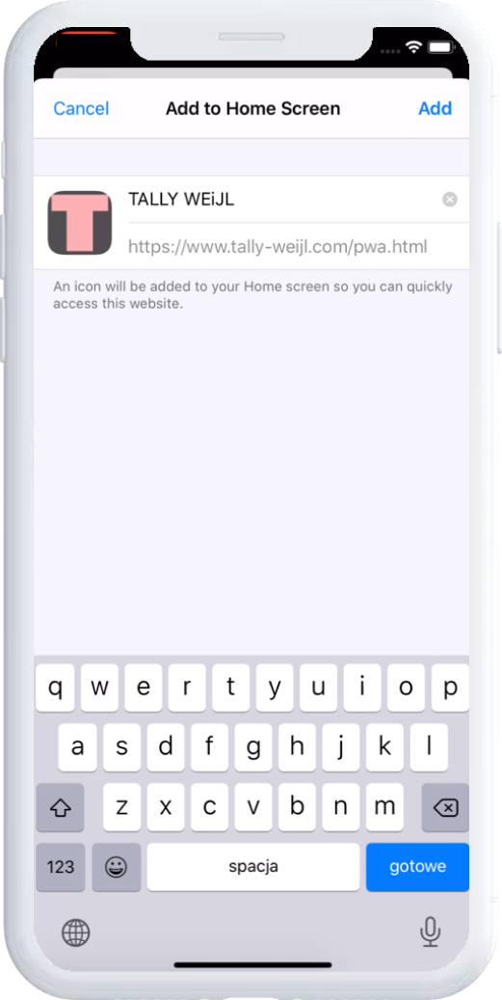 Cancel Add to Home Screen Add
T
TALLY WEiJL
https://www.tally-weijl.com/pwa.html
An icon will be added to your Home screen so you can quickly
access this website.
q w e r t y u i o p
a s d f g h j k l
z x c v b n m
123 spacja gotowe